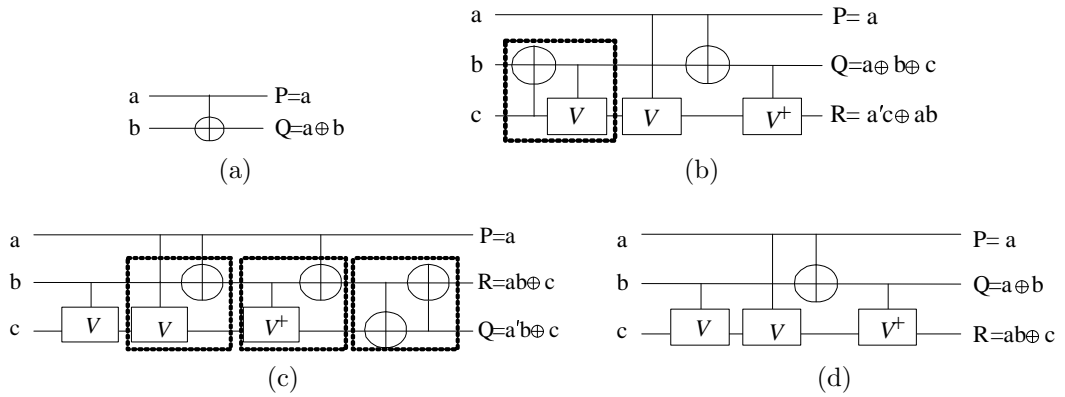 a P=a
b Q=a⊕b
(a)
a P= a
b Q=a⊕ b⊕ c
c V V V⁺ R= a'c⊕ ab
(b)
a P=a
b R=ab⊕ c
c V V V⁺ Q=a'b⊕ c
(c)
a P= a
b Q=a⊕b
c V V V⁺ R=ab⊕ c
(d)